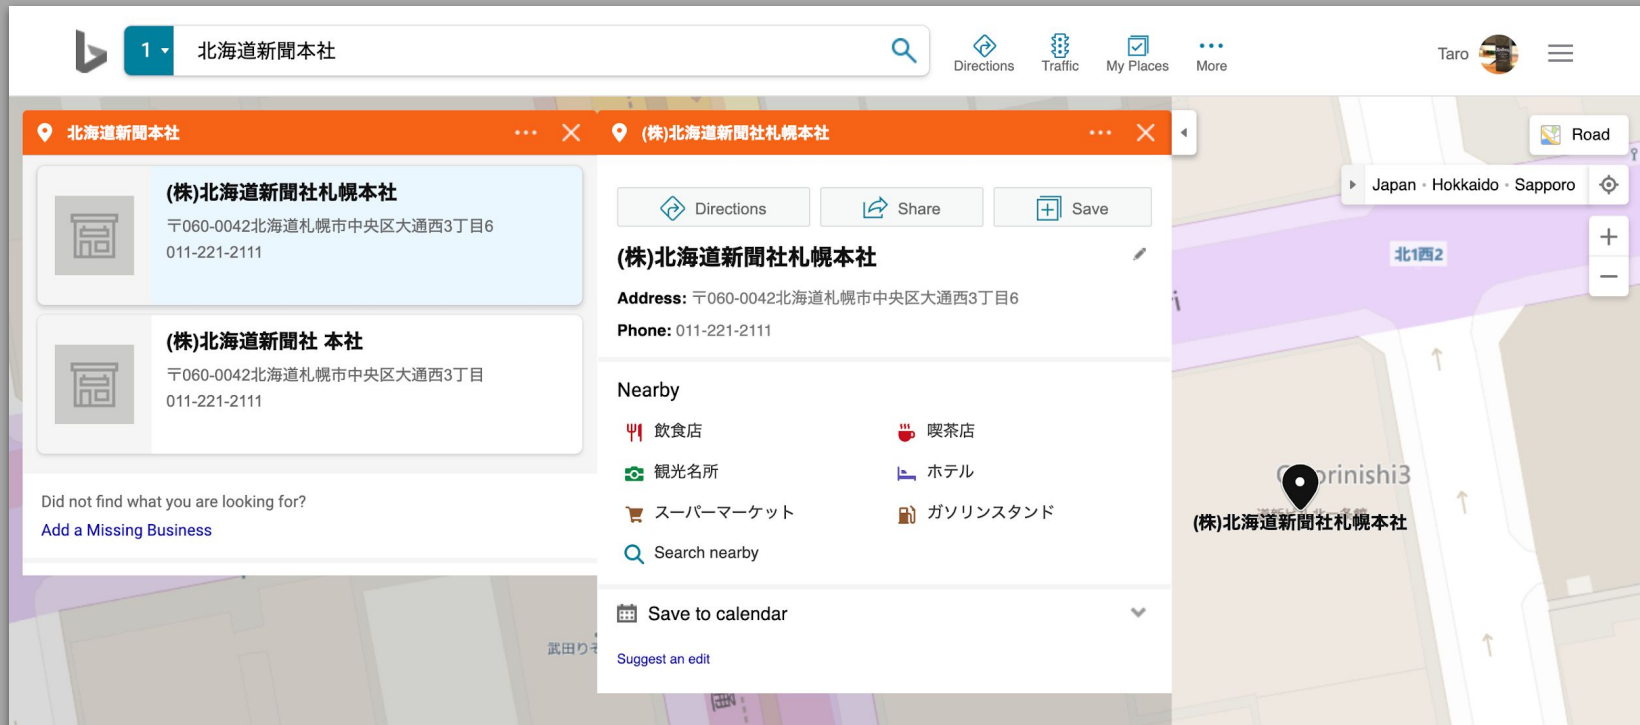 1
北海道新聞本社
Directions
Traffic
My Places
More
Taro
北海道新聞本社
(株)北海道新聞社札幌本社
〒060-0042北海道札幌市中央区大通西3丁目6
011-221-2111
(株)北海道新聞社 本社
〒060-0042北海道札幌市中央区大通西3丁目
011-221-2111
Did not find what you are looking for?
Add a Missing Business
(株)北海道新聞社札幌本社
Directions
Share
Save
(株)北海道新聞社札幌本社
Address: 〒060-0042北海道札幌市中央区大通西3丁目6
Phone: 011-221-2111
Nearby
飲食店
喫茶店
観光名所
ホテル
スーパーマーケット
ガソリンスタンド
Search nearby
Save to calendar
Suggest an edit
Road
Japan · Hokkaido · Sapporo
北1西2
(株)北海道新聞社札幌本社
武田り